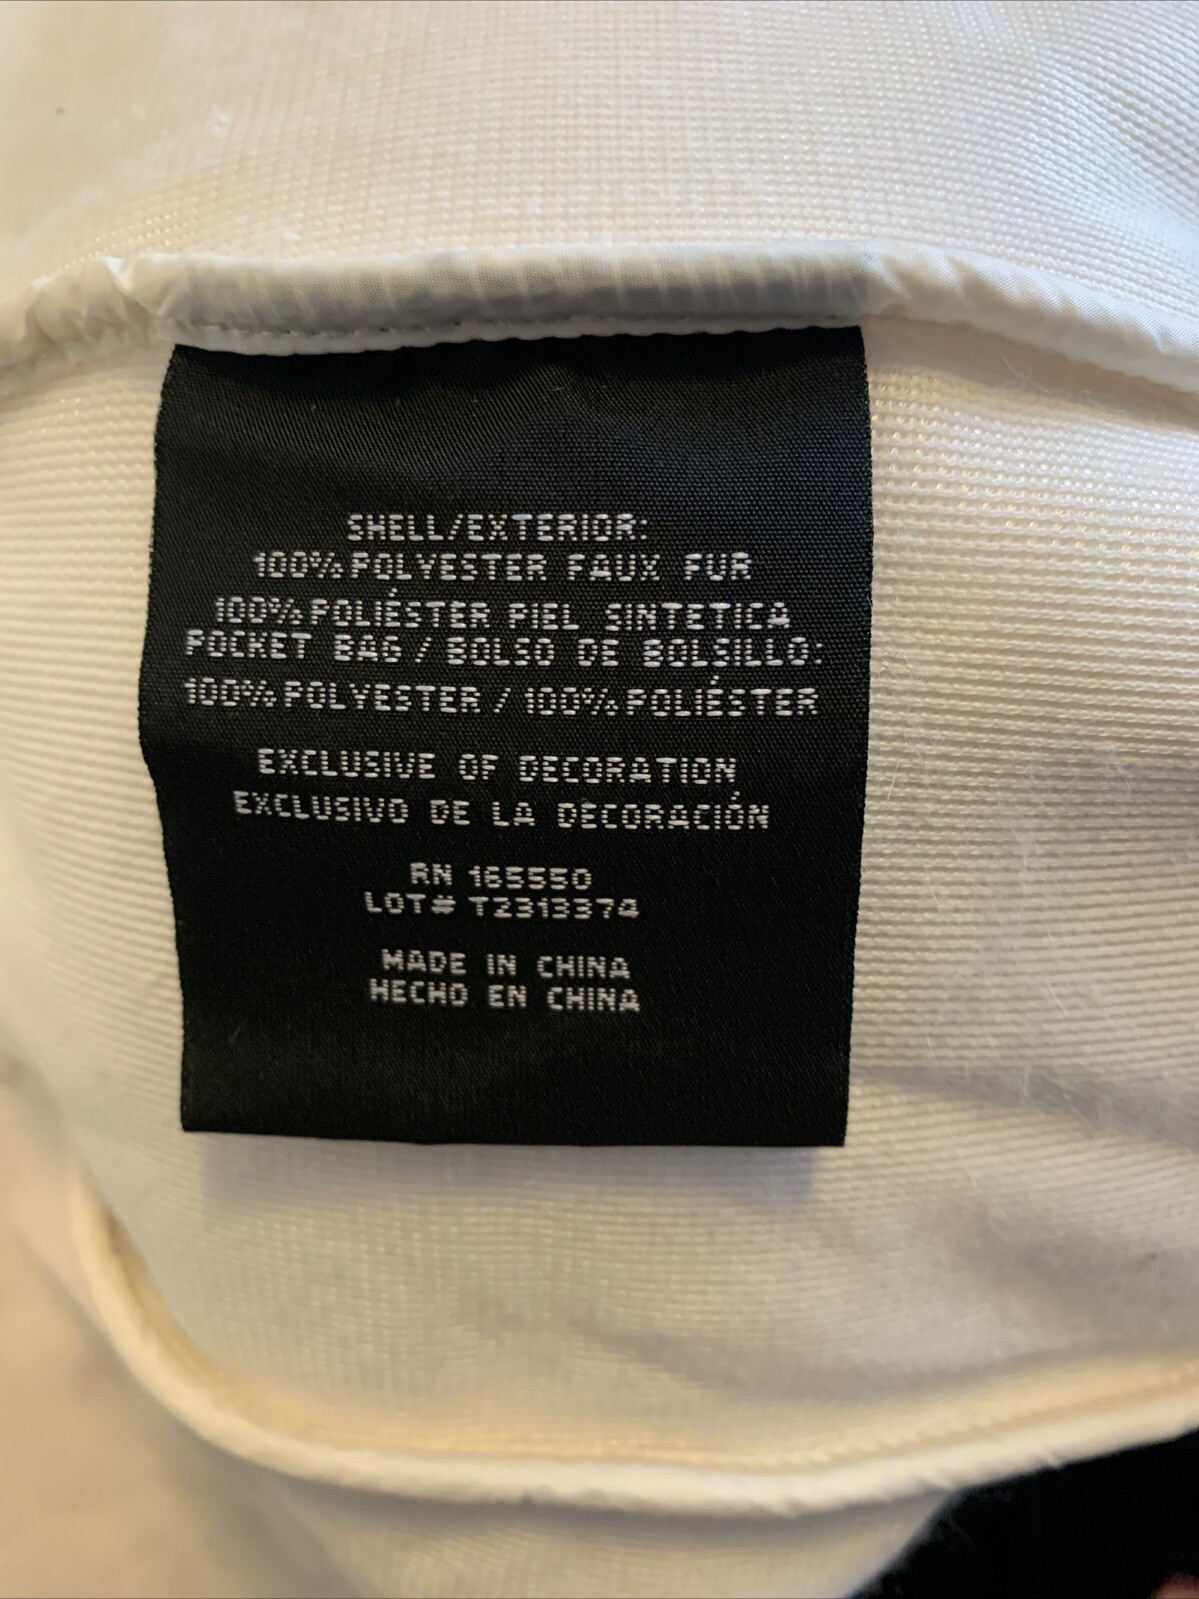 SHELL/EXTERIOR:
100% POLYESTER FAUX FUR
100% POLIÉSTER PIEL SINTETICA
POCKET BAG / BOLSO DE BOLSILLO:
100% POLYESTER / 100% POLIÉSTER
EXCLUSIVE OF DECORATION
EXCLUSIVO DE LA DECORACIÓN
RN 165550
LOT# T2313374
MADE IN CHINA
HECHO EN CHINA